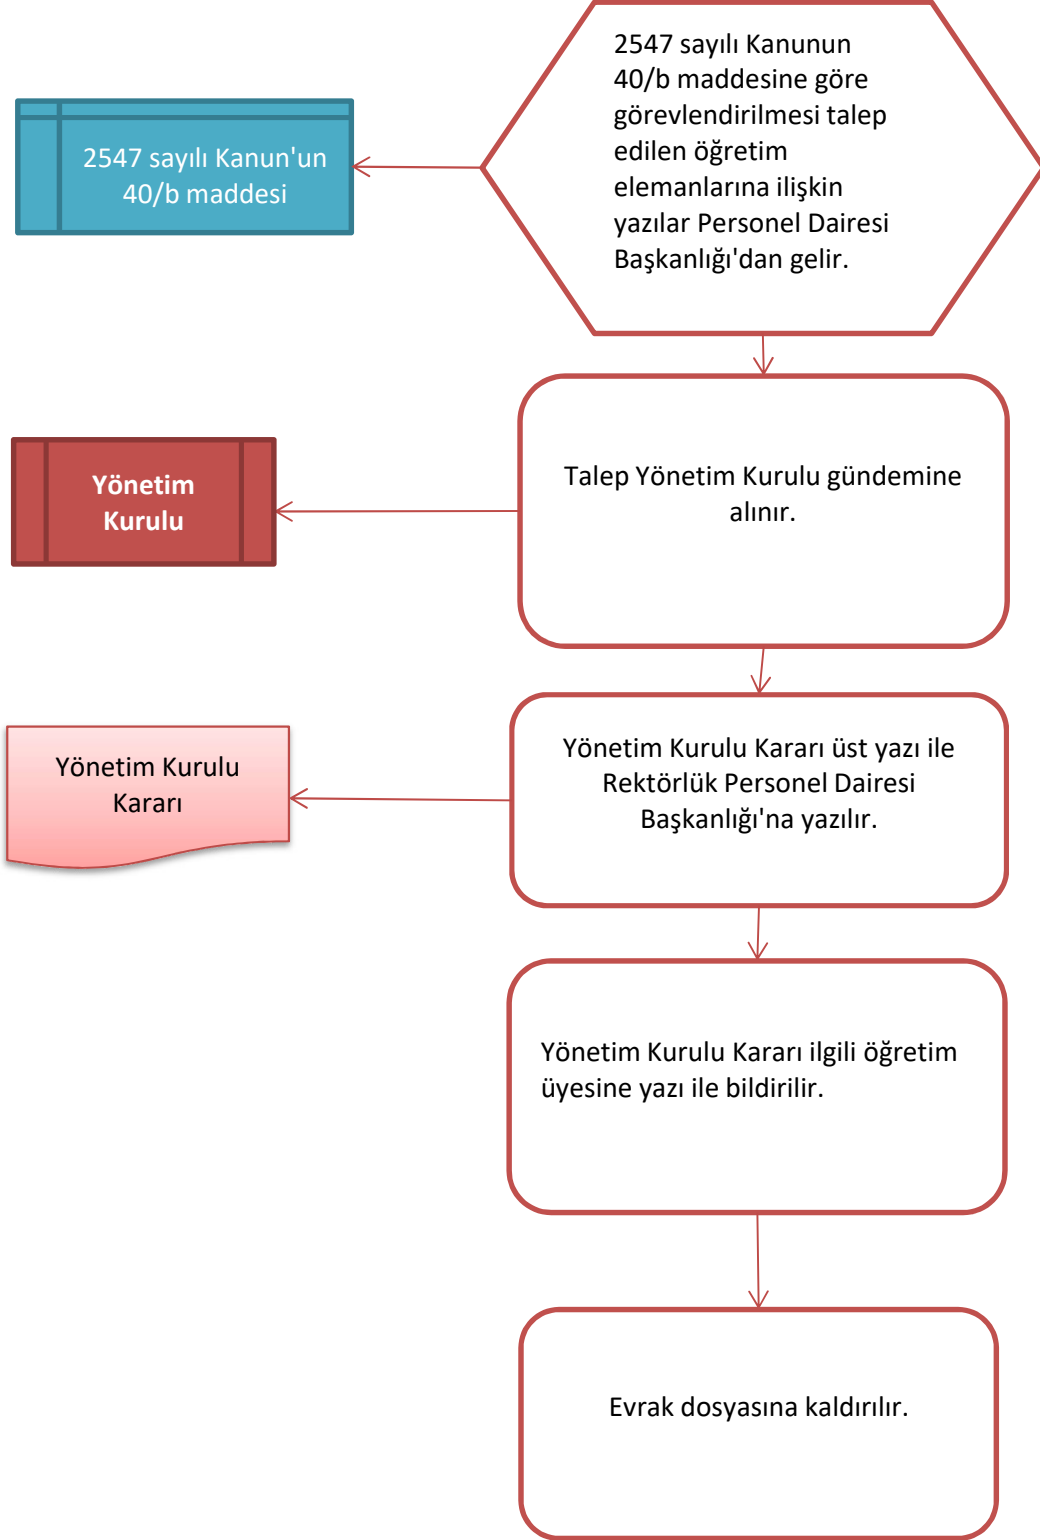 2547 sayılı Kanunun
40/b maddesine göre
görevlendirilmesi talep
edilen öğretim
elemanlarına ilişkin
yazılar Personel Dairesi
Başkanlığı'dan gelir.
2547 sayılı Kanun'un
40/b maddesi
Talep Yönetim Kurulu gündemine
alınır.
Yönetim
Kurulu
Yönetim Kurulu Kararı üst yazı ile
Rektörlük Personel Dairesi
Başkanlığı'na yazılır.
Yönetim Kurulu
Kararı
Yönetim Kurulu Kararı ilgili öğretim
üyesine yazı ile bildirilir.
Evrak dosyasına kaldırılır.